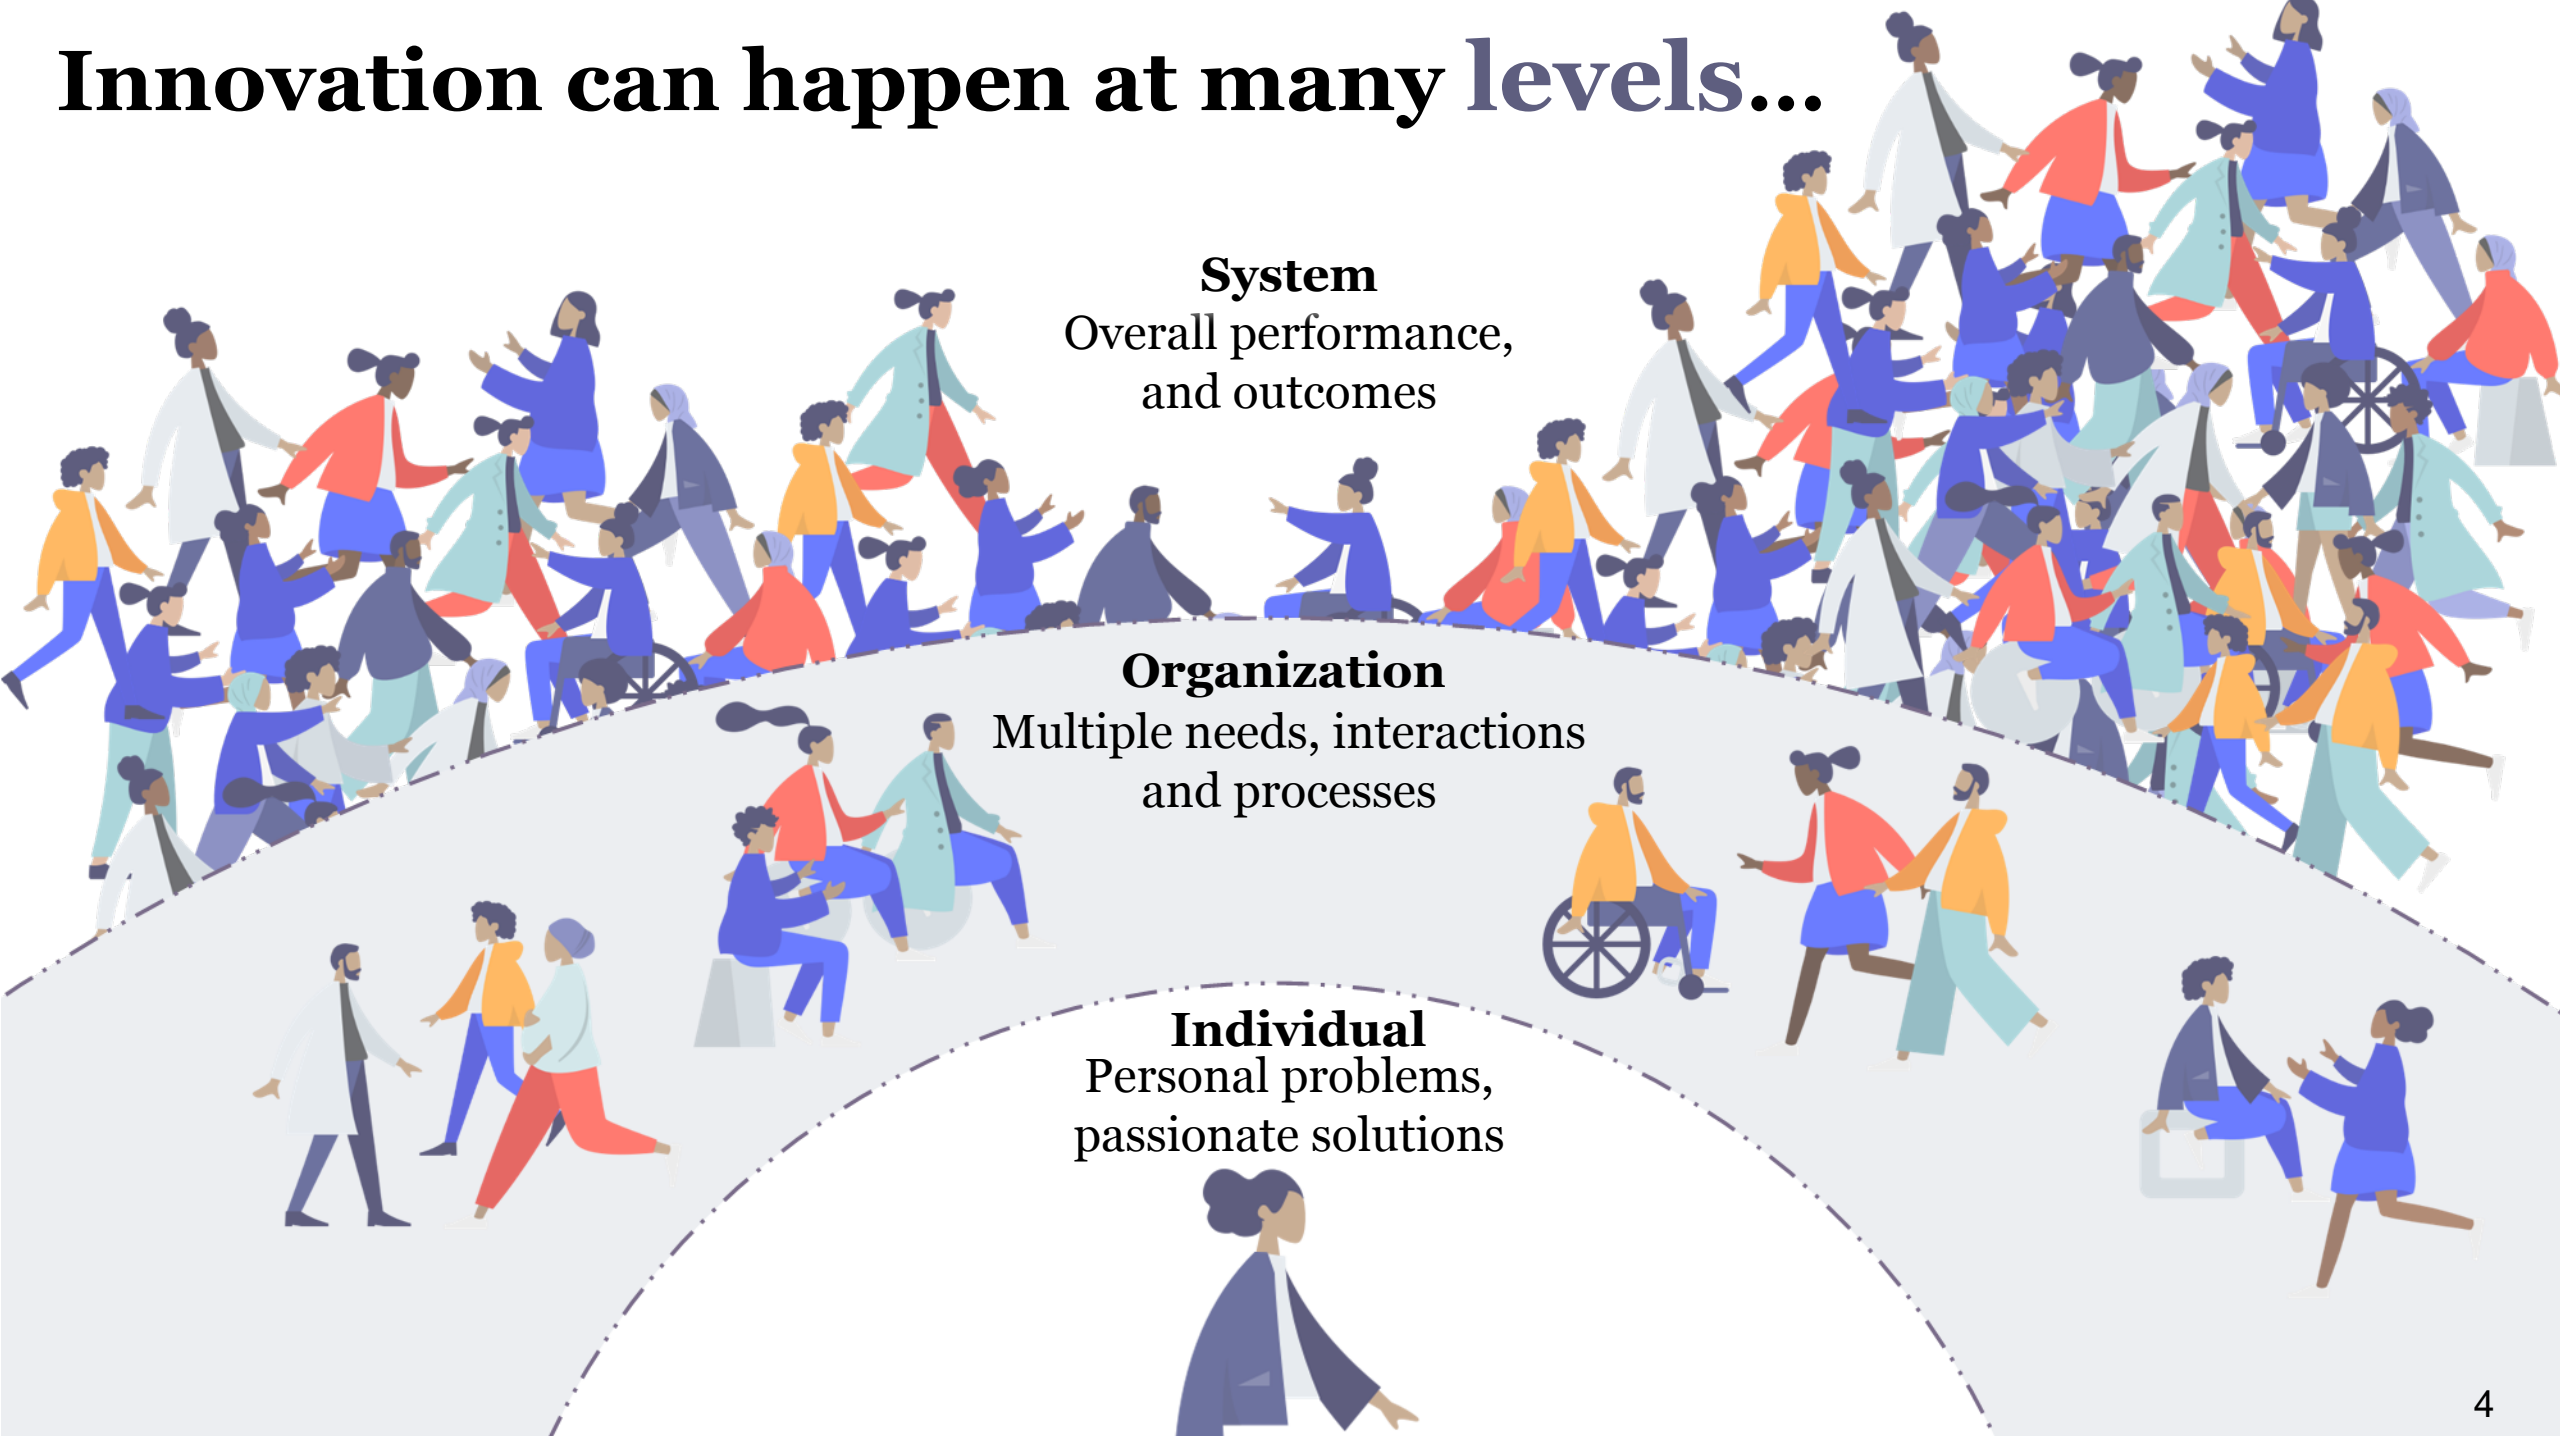 Innovation can happen at many levels...
System
Overall performance,
and outcomes
Organization
Multiple needs, interactions
and processes
Individual
Personal problems,
passionate solutions
4